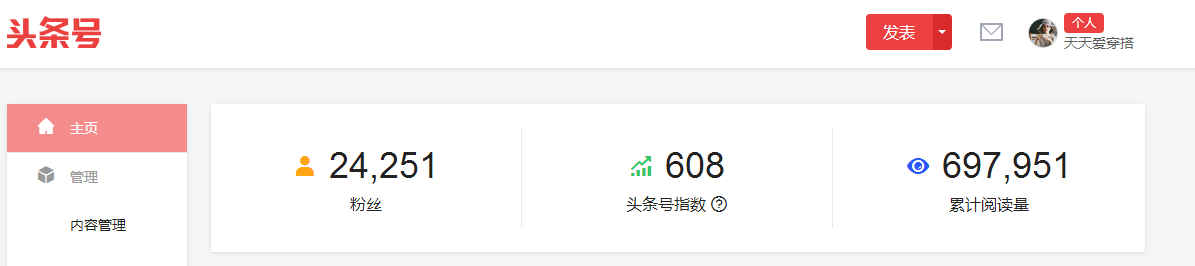 头条号
发表
个人
天天爱穿搭
主页
管理
内容管理
24,251
粉丝
608
头条号指数 ?
697,951
累计阅读量